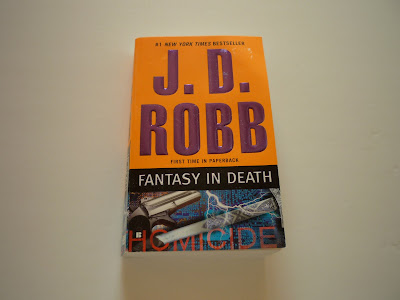 #1 NEW YORK TIMES BESTSELLER
J. D.
ROBB
FIRST TIME IN PAPERBACK
FANTASY IN DEATH
HOMICIDE